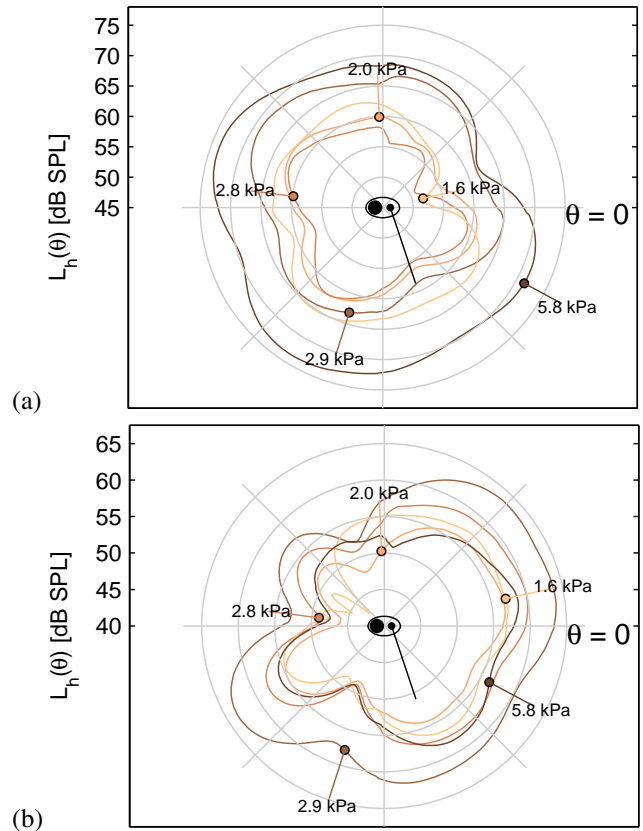 75
70
65
60
55
50
45
L_h(θ) [dB SPL]
2.0 kPa
2.8 kPa
1.6 kPa
θ = 0
5.8 kPa
2.9 kPa
(a)
65
60
55
50
45
40
L_h(θ) [dB SPL]
2.0 kPa
1.6 kPa
2.8 kPa
θ = 0
5.8 kPa
2.9 kPa
(b)